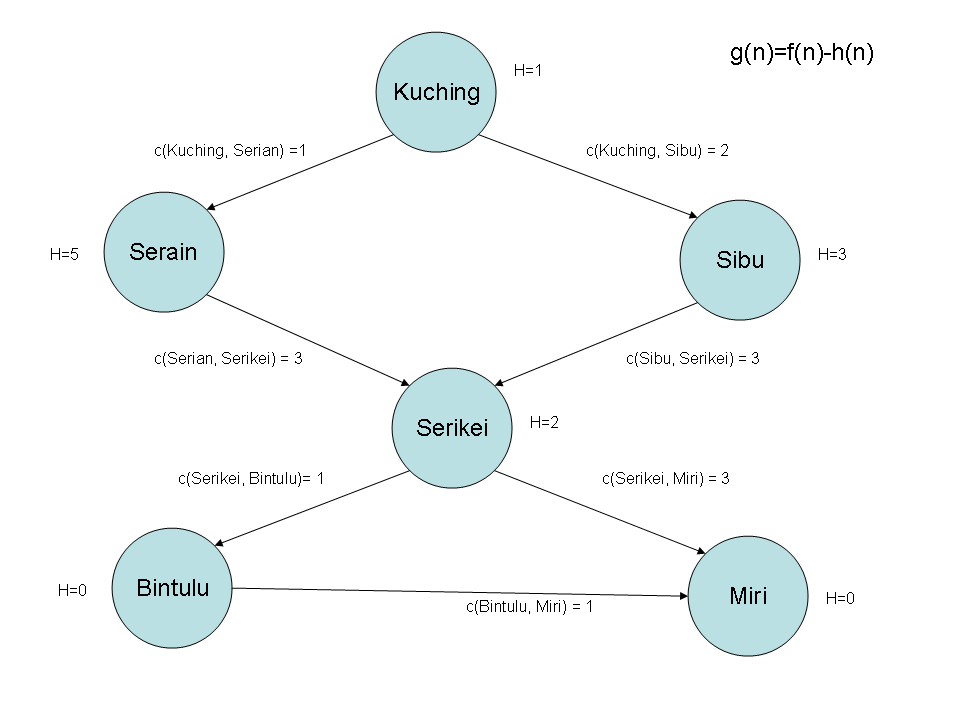 g(n)=f(n)-h(n)
H=1
Kuching
c(Kuching, Serian) =1
c(Kuching, Sibu) = 2
Serain
H=5
Sibu
H=3
c(Serian, Serikei) = 3
c(Sibu, Serikei) = 3
Serikei
H=2
c(Serikei, Bintulu)= 1
c(Serikei, Miri) = 3
Bintulu
H=0
Miri
H=0
c(Bintulu, Miri) = 1